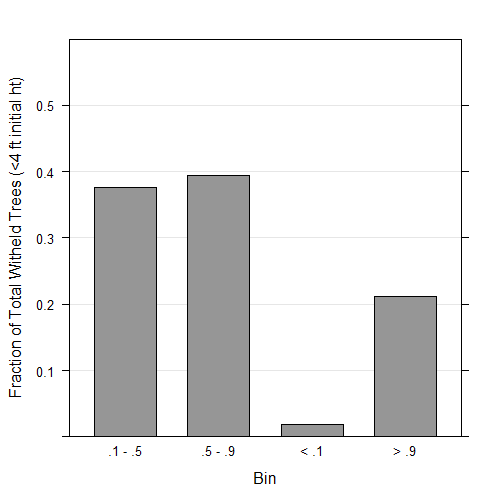 Fraction of Total Witheld Trees (<4 ft initial ht)
0.5
0.4
0.3
0.2
0.1
.1 - .5 .5 - .9 < .1 > .9
Bin